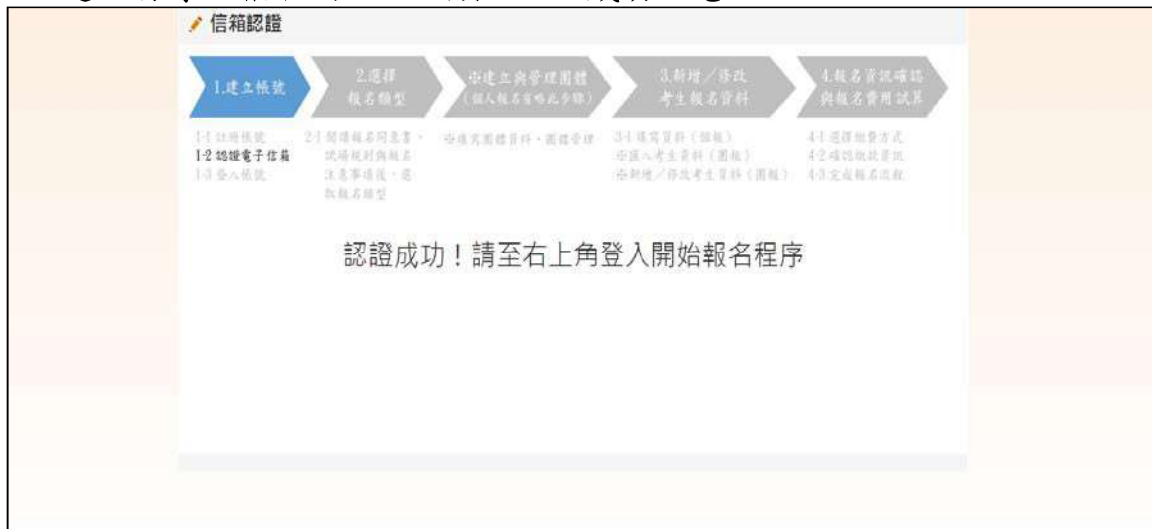 信箱認證
1.建立帳號
2.選擇
報名類型
※建立與管理團體
(個人報名省略此步驟)
3.新增／修改
考生報名資料
4.報名資訊確認
與報名費用試算
1-1 註冊帳號
1-2 認證電子信箱
1-3 登入帳號
2-1 閱讀報名同意書、
試場規則與報名
注意事項後，選
取報名類型
※填寫團體資料、團體管理
3-1 填寫資料（個報）
※匯入考生資料（團報）
※新增／修改考生資料（團報）
4-1 選擇繳費方式
4-2 確認繳款資訊
4-3 完成報名流程
認證成功！請至右上角登入開始報名程序